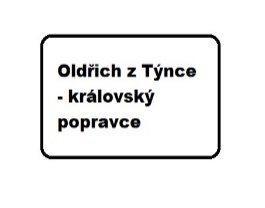 Oldřich z Týnce
- královský
popravce